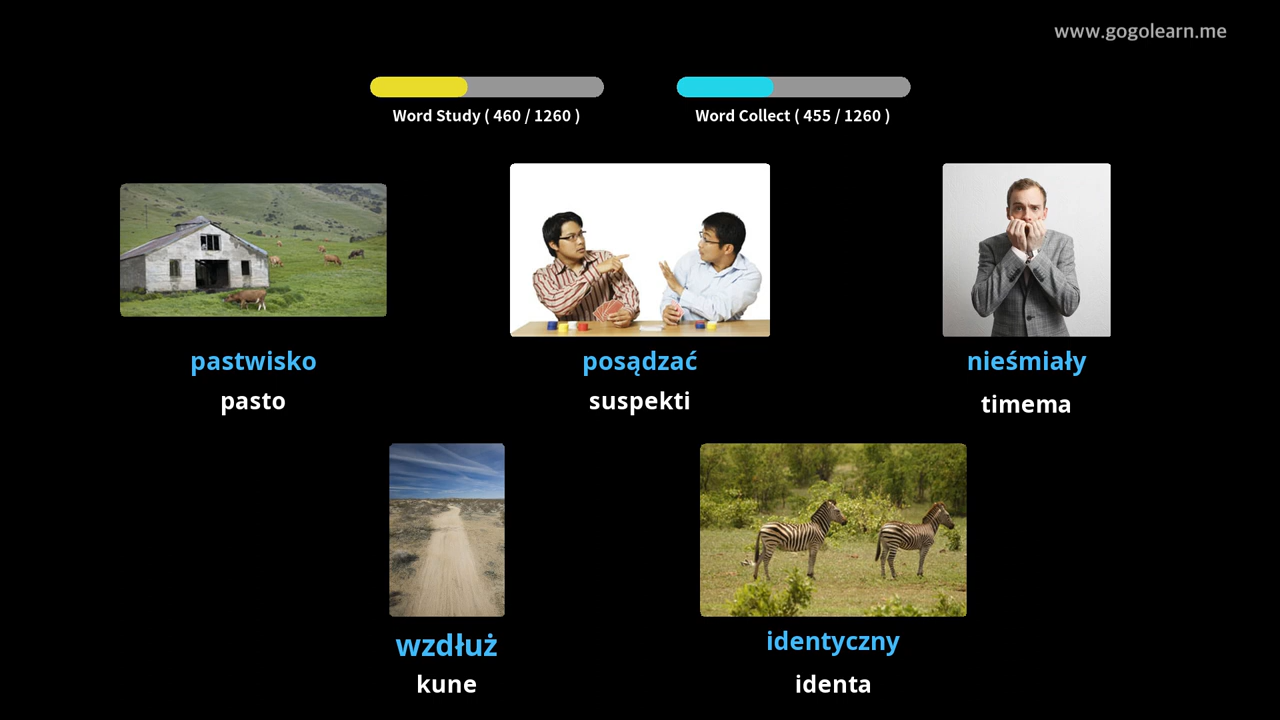 www.gogolearn.me
Word Study ( 460 / 1260 )
Word Collect ( 455 / 1260 )
pastwisko
pasto
posądzać
suspekti
nieśmiały
timema
wzdłuż
kune
identyczny
identa